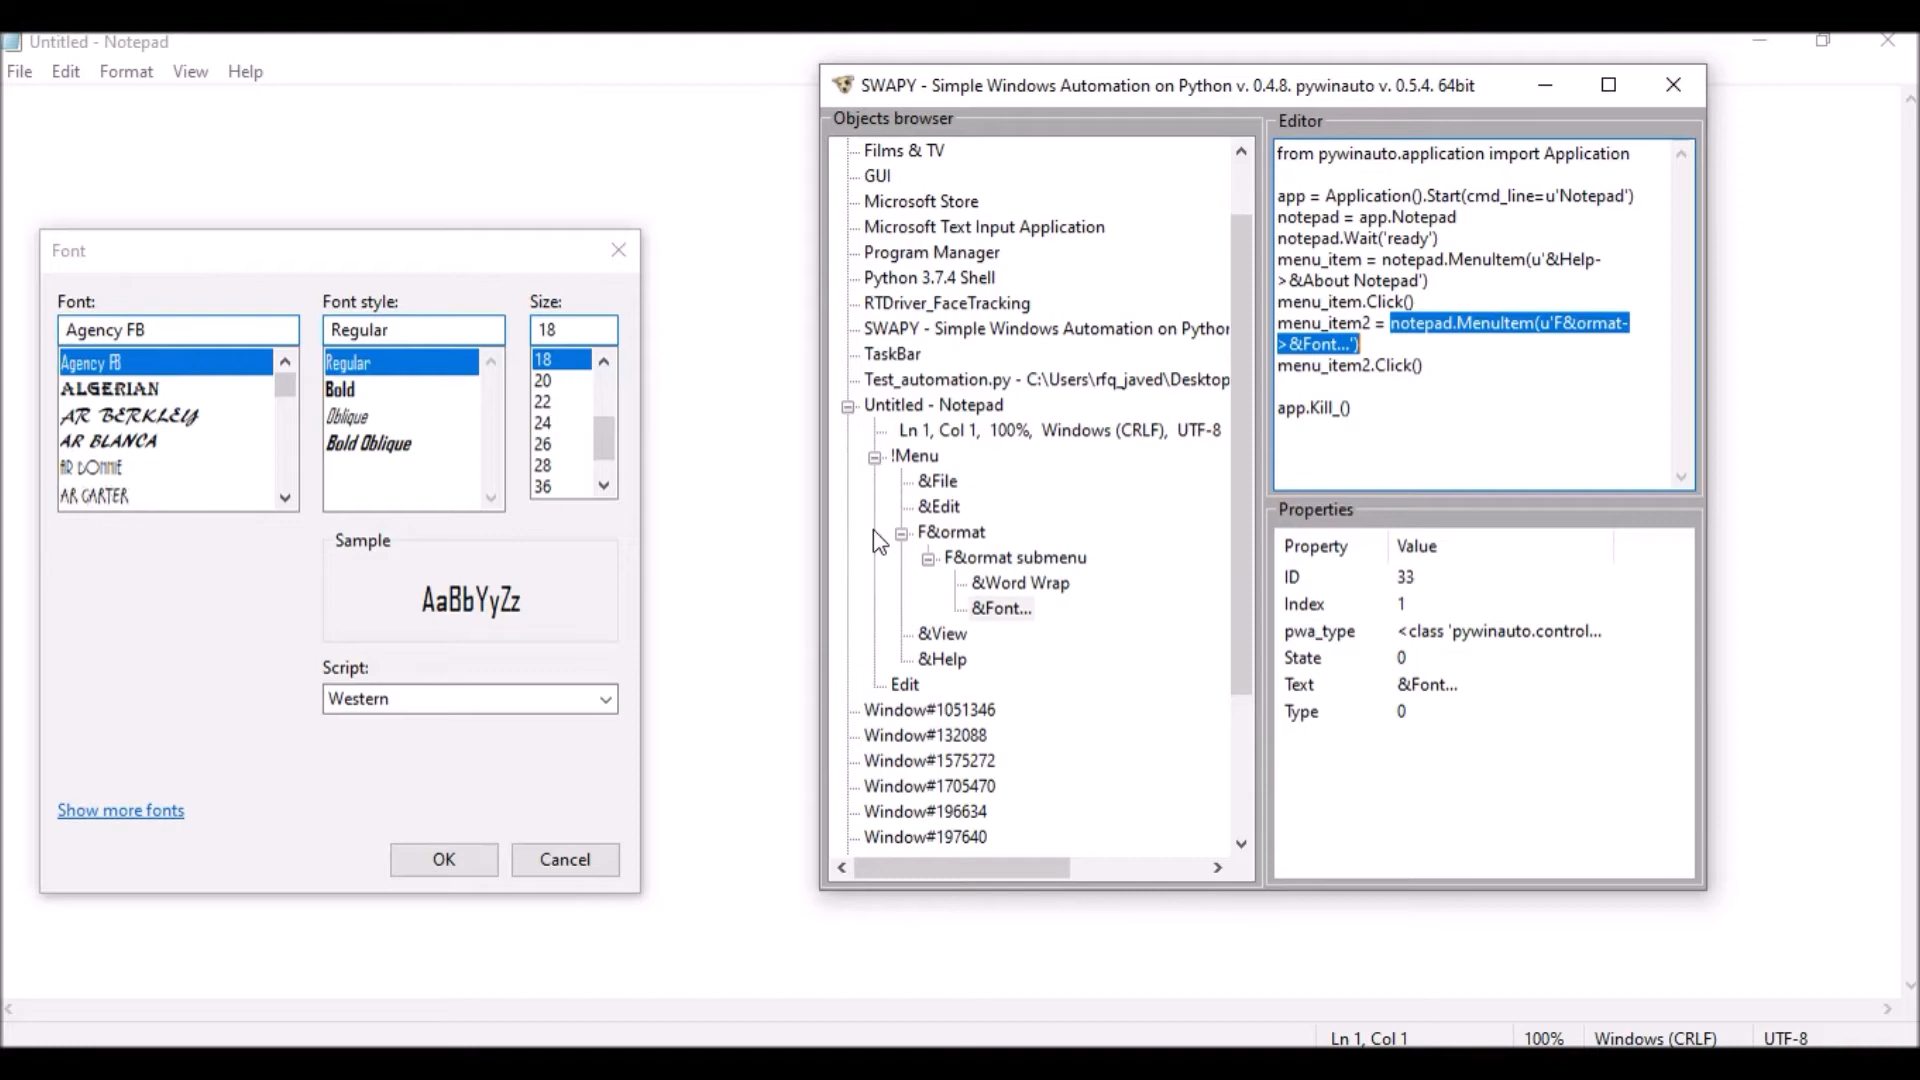 Untitled - Notepad
File Edit Format View Help
Font
Font:
Agency FB
Agency FB
ALGERIAN
AR BERKLEY
AR BLANCA
AR BONNIE
AR CARTER
Font style:
Regular
Regular
Bold
Oblique
Bold Oblique
Size:
18
18
20
22
24
26
28
36
Sample
AaBbYyZz
Script:
Western
Show more fonts
OK
Cancel
SWAPY - Simple Windows Automation on Python v. 0.4.8. pywinauto v. 0.5.4. 64bit
Objects browser
Films & TV
GUI
Microsoft Store
Microsoft Text Input Application
Program Manager
Python 3.7.4 Shell
RTDriver_FaceTracking
SWAPY - Simple Windows Automation on Python
TaskBar
Test_automation.py - C:\Users\rfq_javed\Desktop
Untitled - Notepad
Ln 1, Col 1, 100%, Windows (CRLF), UTF-8
!Menu
&File
&Edit
F&ormat
F&ormat submenu
&Word Wrap
&Font...
&View
&Help
Edit
Window#1051346
Window#132088
Window#1575272
Window#1705470
Window#196634
Window#197640
Editor
from pywinauto.application import Application
app = Application().Start(cmd_line=u'Notepad')
notepad = app.Notepad
notepad.Wait('ready')
menu_item = notepad.MenuItem(u'&Help-
>&About Notepad')
menu_item.Click()
menu_item2 = notepad.MenuItem(u'F&ormat-
>&Font...')
menu_item2.Click()
app.Kill_()
Properties
Property Value
ID 33
Index 1
pwa_type <class 'pywinauto.control...
State 0
Text &Font...
Type 0
Ln 1, Col 1 100% Windows (CRLF) UTF-8